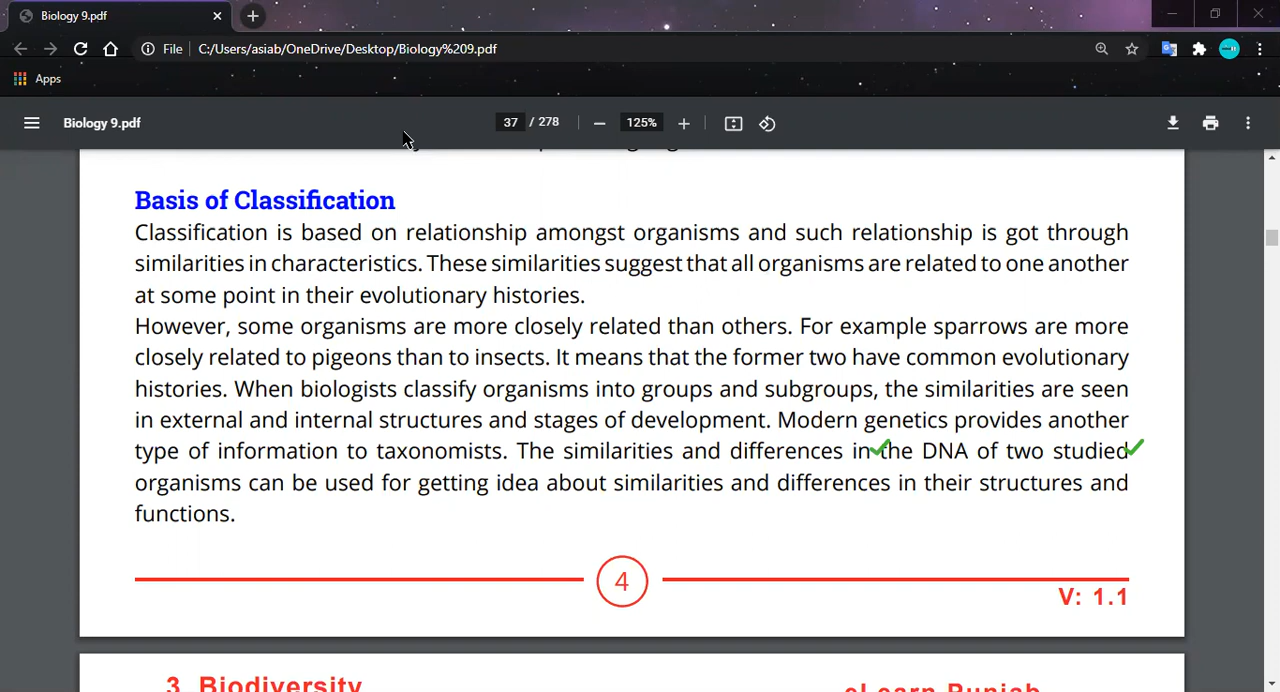 Biology 9.pdf
File
C:/Users/asiab/OneDrive/Desktop/Biology%209.pdf
Apps
Biology 9.pdf
37 / 278
125%
Basis of Classification
Classification is based on relationship amongst organisms and such relationship is got through
similarities in characteristics. These similarities suggest that all organisms are related to one another
at some point in their evolutionary histories.
However, some organisms are more closely related than others. For example sparrows are more
closely related to pigeons than to insects. It means that the former two have common evolutionary
histories. When biologists classify organisms into groups and subgroups, the similarities are seen
in external and internal structures and stages of development. Modern genetics provides another
type of information to taxonomists. The similarities and differences in the DNA of two studied
organisms can be used for getting idea about similarities and differences in their structures and
functions.
4
V: 1.1
3. Biodiversity
eLearn Punjab